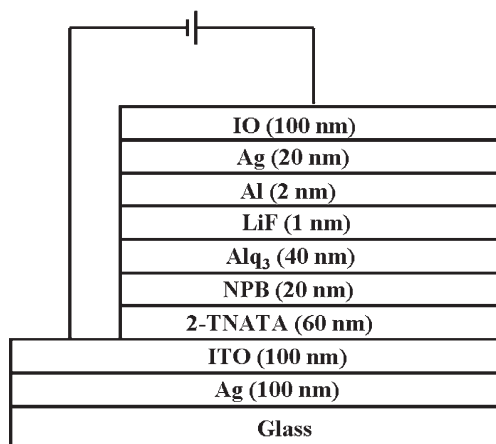 IO (100 nm)
Ag (20 nm)
Al (2 nm)
LiF (1 nm)
Alq₃ (40 nm)
NPB (20 nm)
2-TNATA (60 nm)
ITO (100 nm)
Ag (100 nm)
Glass